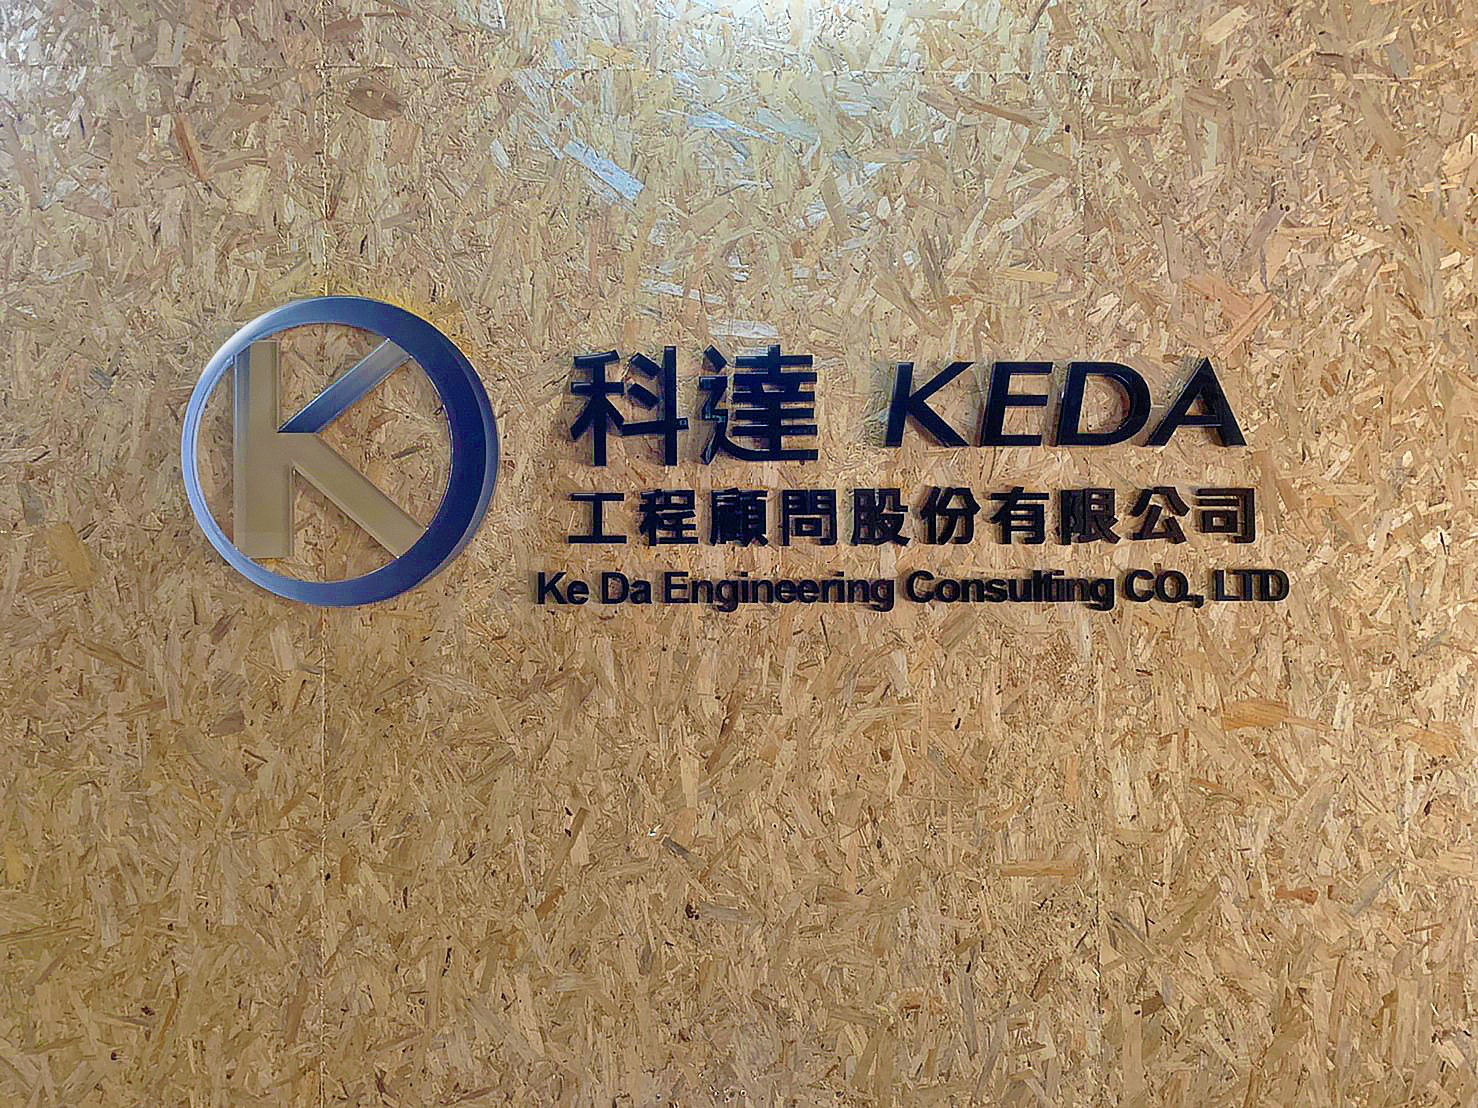 K
科達 KEDA
工程顧問股份有限公司
Ke Da Engineering Consulting CO., LTD